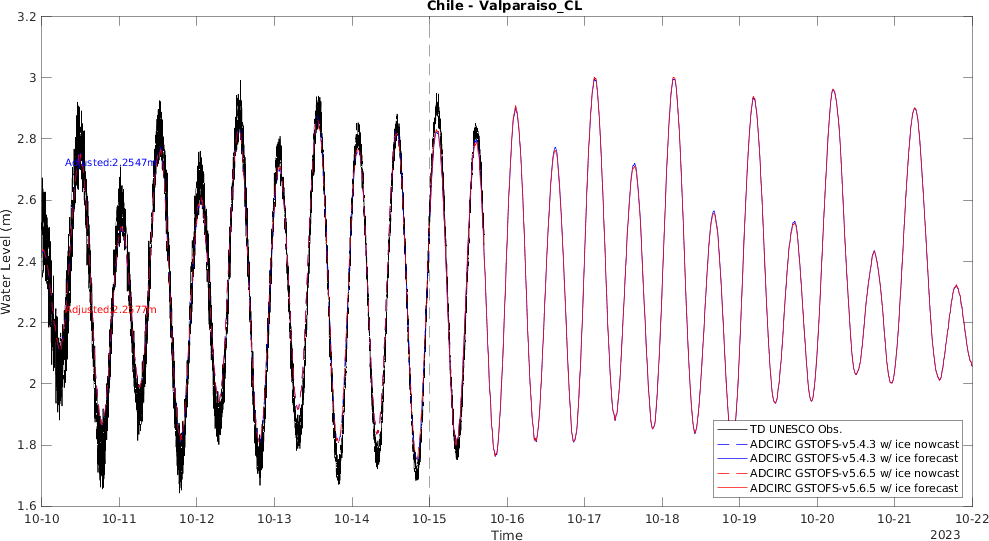 Chile - Valparaiso_CL
3.2
3
2.8
2.6
2.4
2.2
2
1.8
1.6
Water Level (m)
Adjusted:2.2547m
Adjusted:2.2377m
TD UNESCO Obs.
ADCIRC GSTOFS-v5.4.3 w/ ice nowcast
ADCIRC GSTOFS-v5.4.3 w/ ice forecast
ADCIRC GSTOFS-v5.6.5 w/ ice nowcast
ADCIRC GSTOFS-v5.6.5 w/ ice forecast
10-10
10-11
10-12
10-13
10-14
10-15
10-16
10-17
10-18
10-19
10-20
10-21
10-22
Time
2023